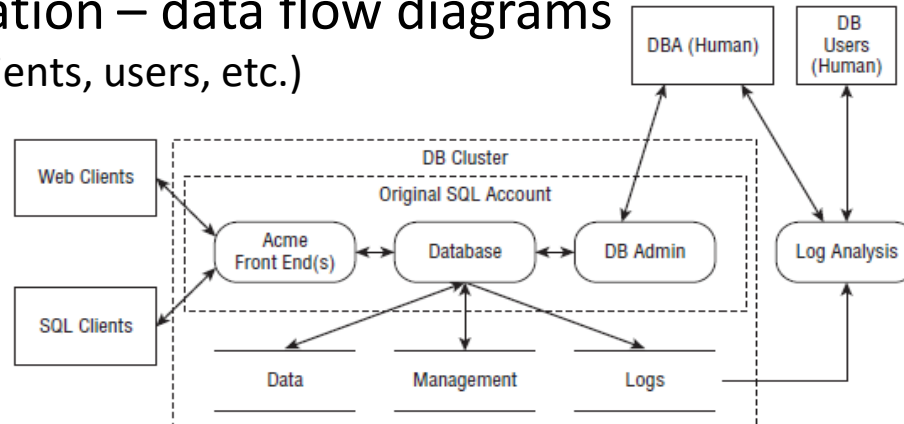 ation – data flow diagrams
ents, users, etc.)
DBA (Human)
DB
Users
(Human)
Web Clients
DB Cluster
Original SQL Account
Acme
Front End(s)
Database
DB Admin
Log Analysis
SQL Clients
Data
Management
Logs